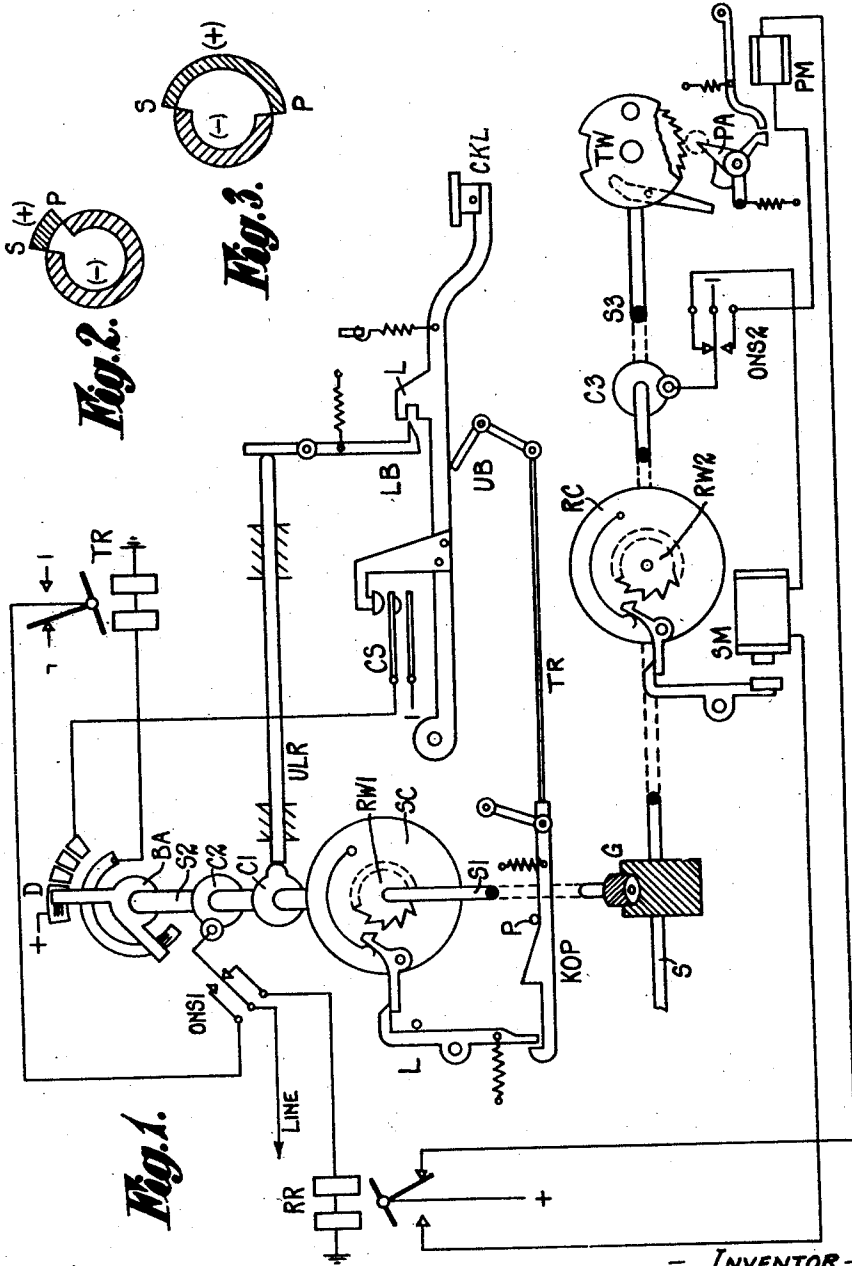 Fig.1.
Fig.2.
S
(+)
P
(-)
Fig.3.
S
(+)
(-)
P
D
+
BA
S2
C2
C1
ONS1
LINE
RR
+
TR
CS
ULR
LB
L
CKL
UB
RW1
SC
S1
P
KOP
L
TR
G
S
SM
RC
RW2
C3
S3
ONS2
TW
PA
PM
- INVENTOR -